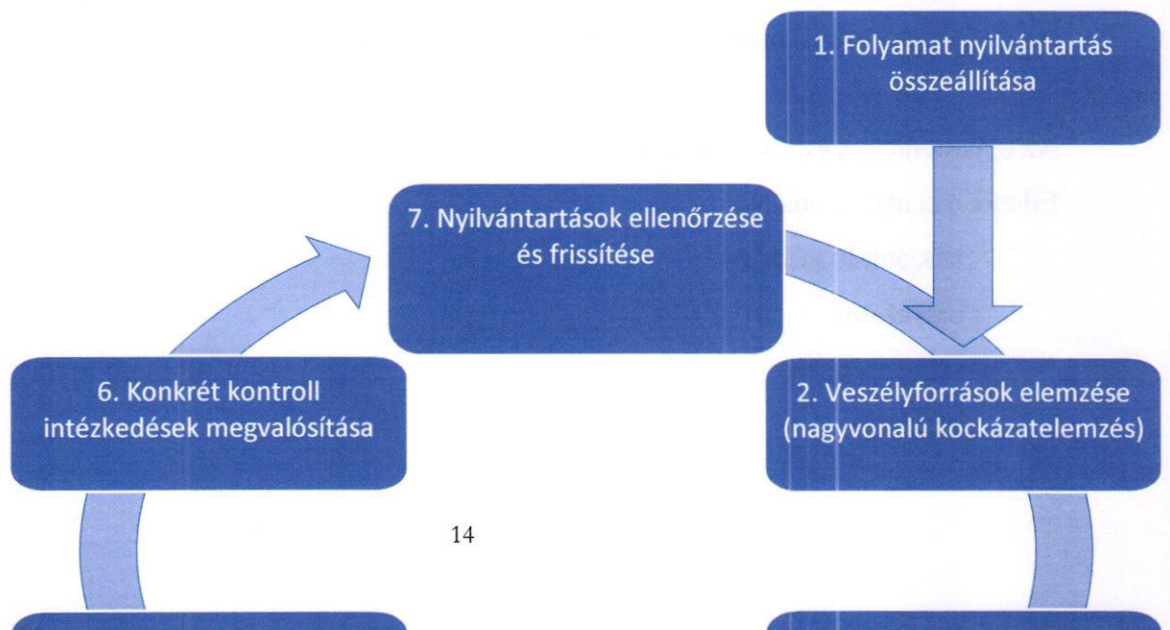 1. Folyamat nyilvántartás
összeállítása
7. Nyilvántartások ellenőrzése
és frissítése
6. Konkrét kontroll
intézkedések megvalósítása
2. Veszélyforrások elemzése
(nagyvonalú kockázatelemzés)
14